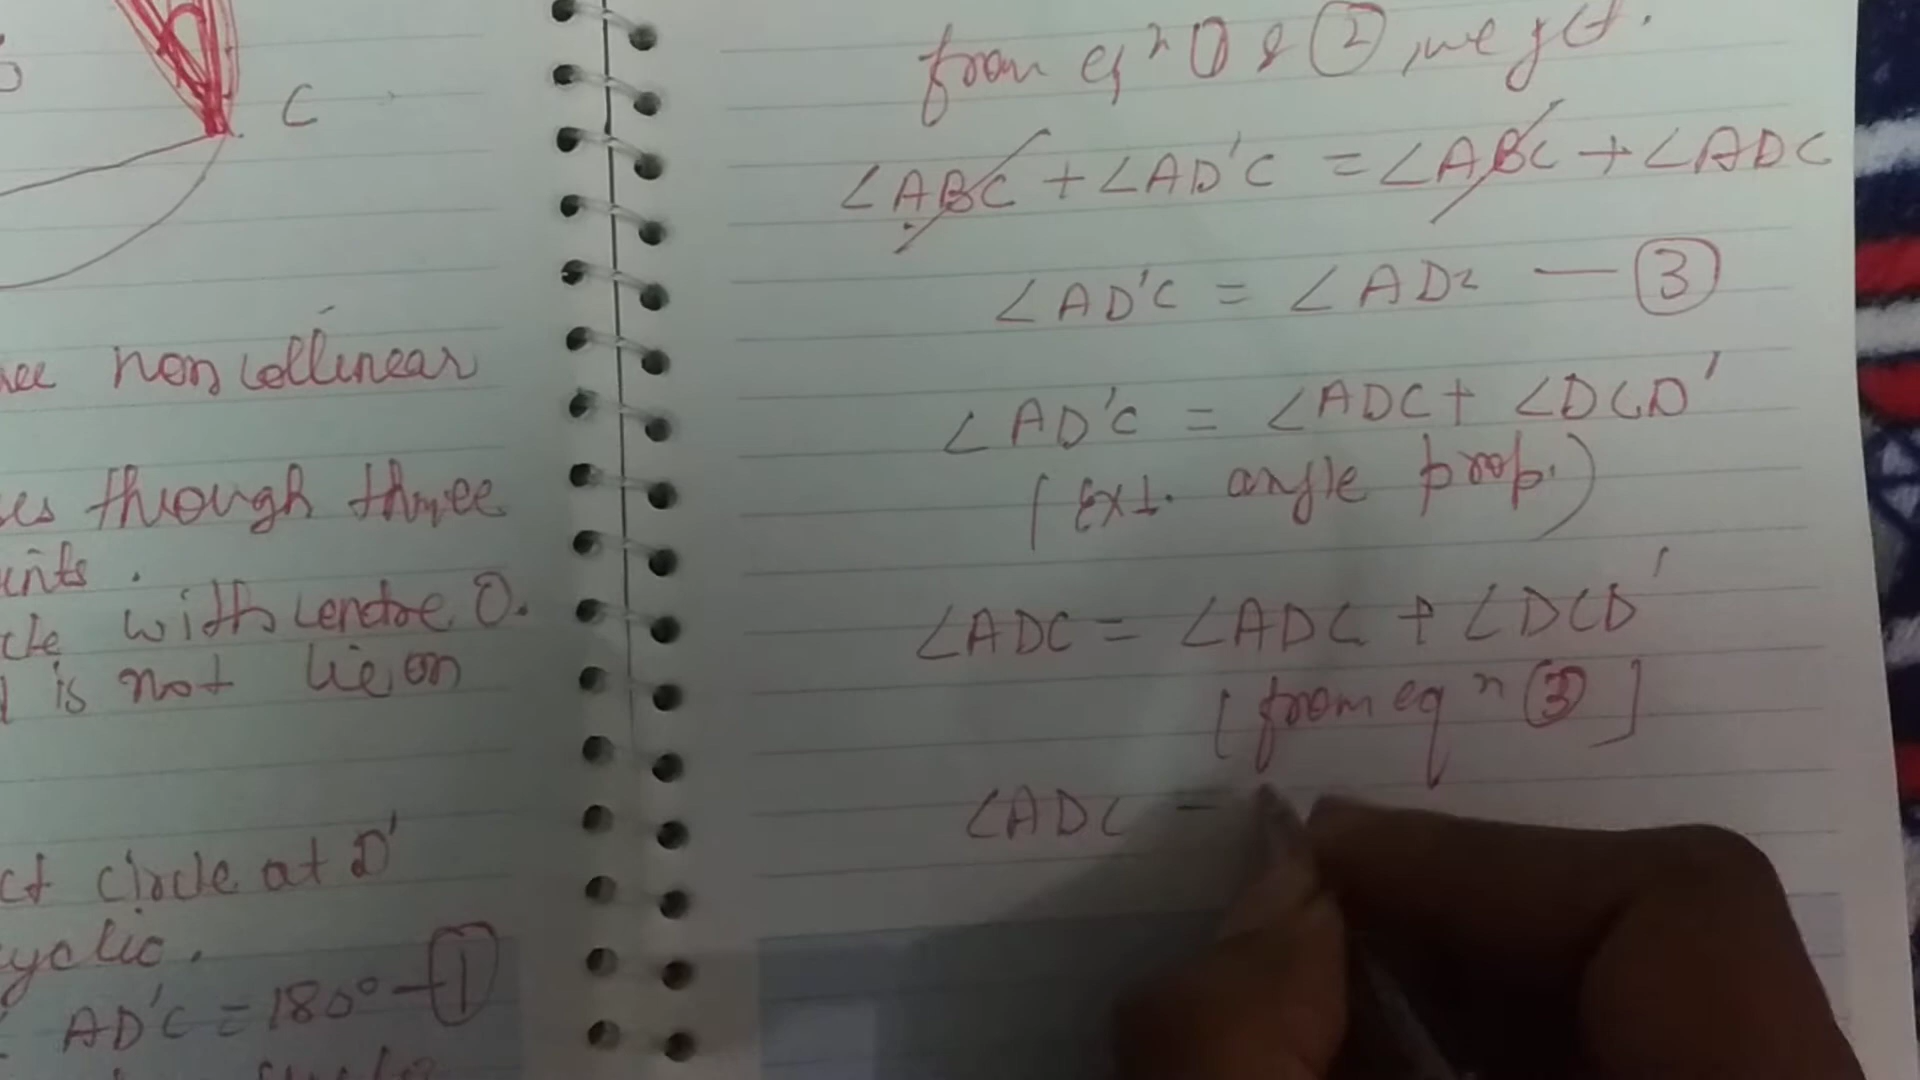 C
non collinear
through three
.
with centre O.
is not lie on
circle at D'
cyclic.
AD'C = 180° — ①
from eqⁿ ① & ②, we get.
∠ABC + ∠AD'C = ∠ABC + ∠ADC
∠AD'C = ∠ADC — ③
∠AD'C = ∠ADC + ∠DCD'
(Ext. angle prop.)
∠ADC = ∠ADC + ∠DCD'
[from eqⁿ ③]
∠ADC -